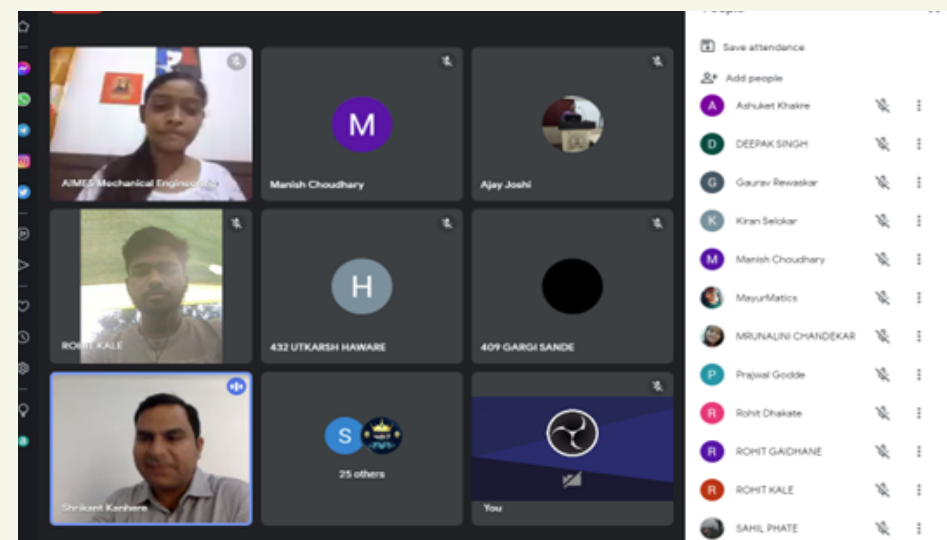 AIMES Mechanical Engineering
M
Manish Choudhary
Ajay Joshi
ROHIT KALE
H
432 UTKARSH HAWARE
409 GARGI SANDE
Shrikant Kanhere
S
25 others
You
Save attendance
Add people
A Ashuket Khakre
D DEEPAK SINGH
G Gaurav Rewaskar
K Kiran Selokar
M Manish Choudhary
MayurMatics
MRUNALINI CHANDEKAR
P Prajwal Godde
R Rohit Dhakate
R ROHIT GAIDHANE
R ROHIT KALE
SAHIL PHATE